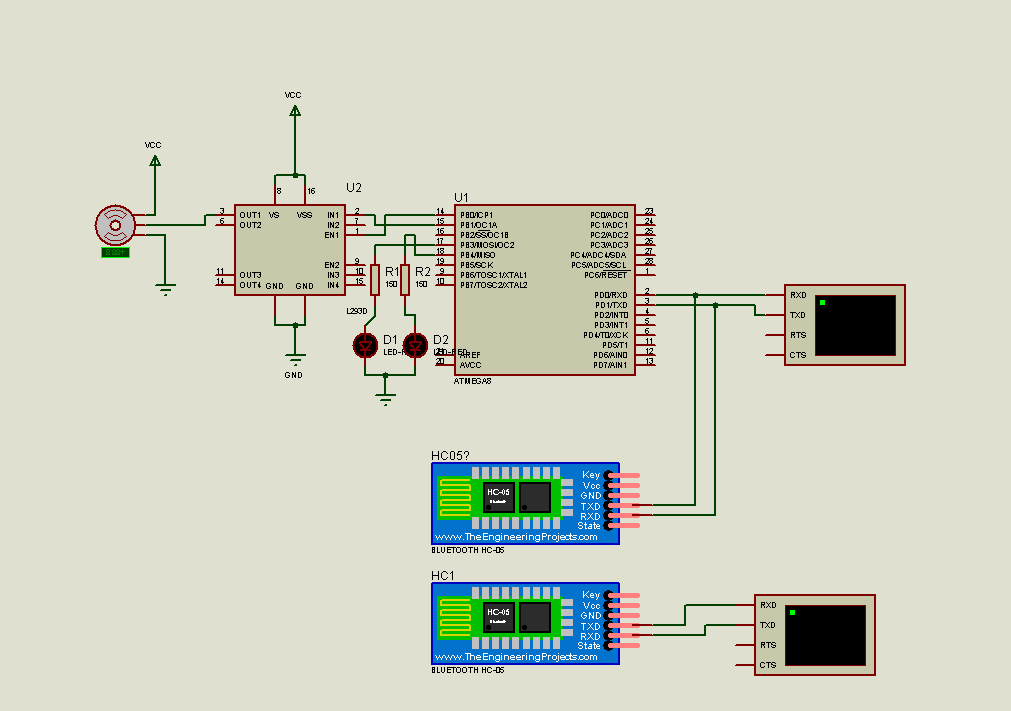 VCC
VCC
U2
U1
8
16
VS
VSS
3
OUT1
6
OUT2
11
OUT3
14
OUT4
GND
GND
IN1
2
IN2
7
EN1
1
EN2
9
IN3
10
IN4
15
L293D
GND
R1
150
R2
150
D1
D2
14
PB0/ICP1
15
PB1/OC1A
16
PB2/SS/OC1B
17
PB3/MOSI/OC2
18
PB4/MISO
19
PB5/SCK
9
PB6/TOSC1/XTAL1
10
PB7/TOSC2/XTAL2
AREF
20
AVCC
ATMEGA8
PC0/ADC0
23
PC1/ADC1
24
PC2/ADC2
25
PC3/ADC3
26
PC4/ADC4/SDA
27
PC5/ADC5/SCL
28
PC6/RESET
1
PD0/RXD
2
PD1/TXD
3
PD2/INT0
4
PD3/INT1
5
PD4/T0/XCK
6
PD5/T1
11
PD6/AIN0
12
PD7/AIN1
13
RXD
TXD
RTS
CTS
HC05?
HC-05
Bluetooth
Key
Vcc
GND
TXD
RXD
State
www.TheEngineeringProjects.com
BLUETOOTH HC-05
HC1
HC-05
Bluetooth
Key
Vcc
GND
TXD
RXD
State
www.TheEngineeringProjects.com
BLUETOOTH HC-05
RXD
TXD
RTS
CTS